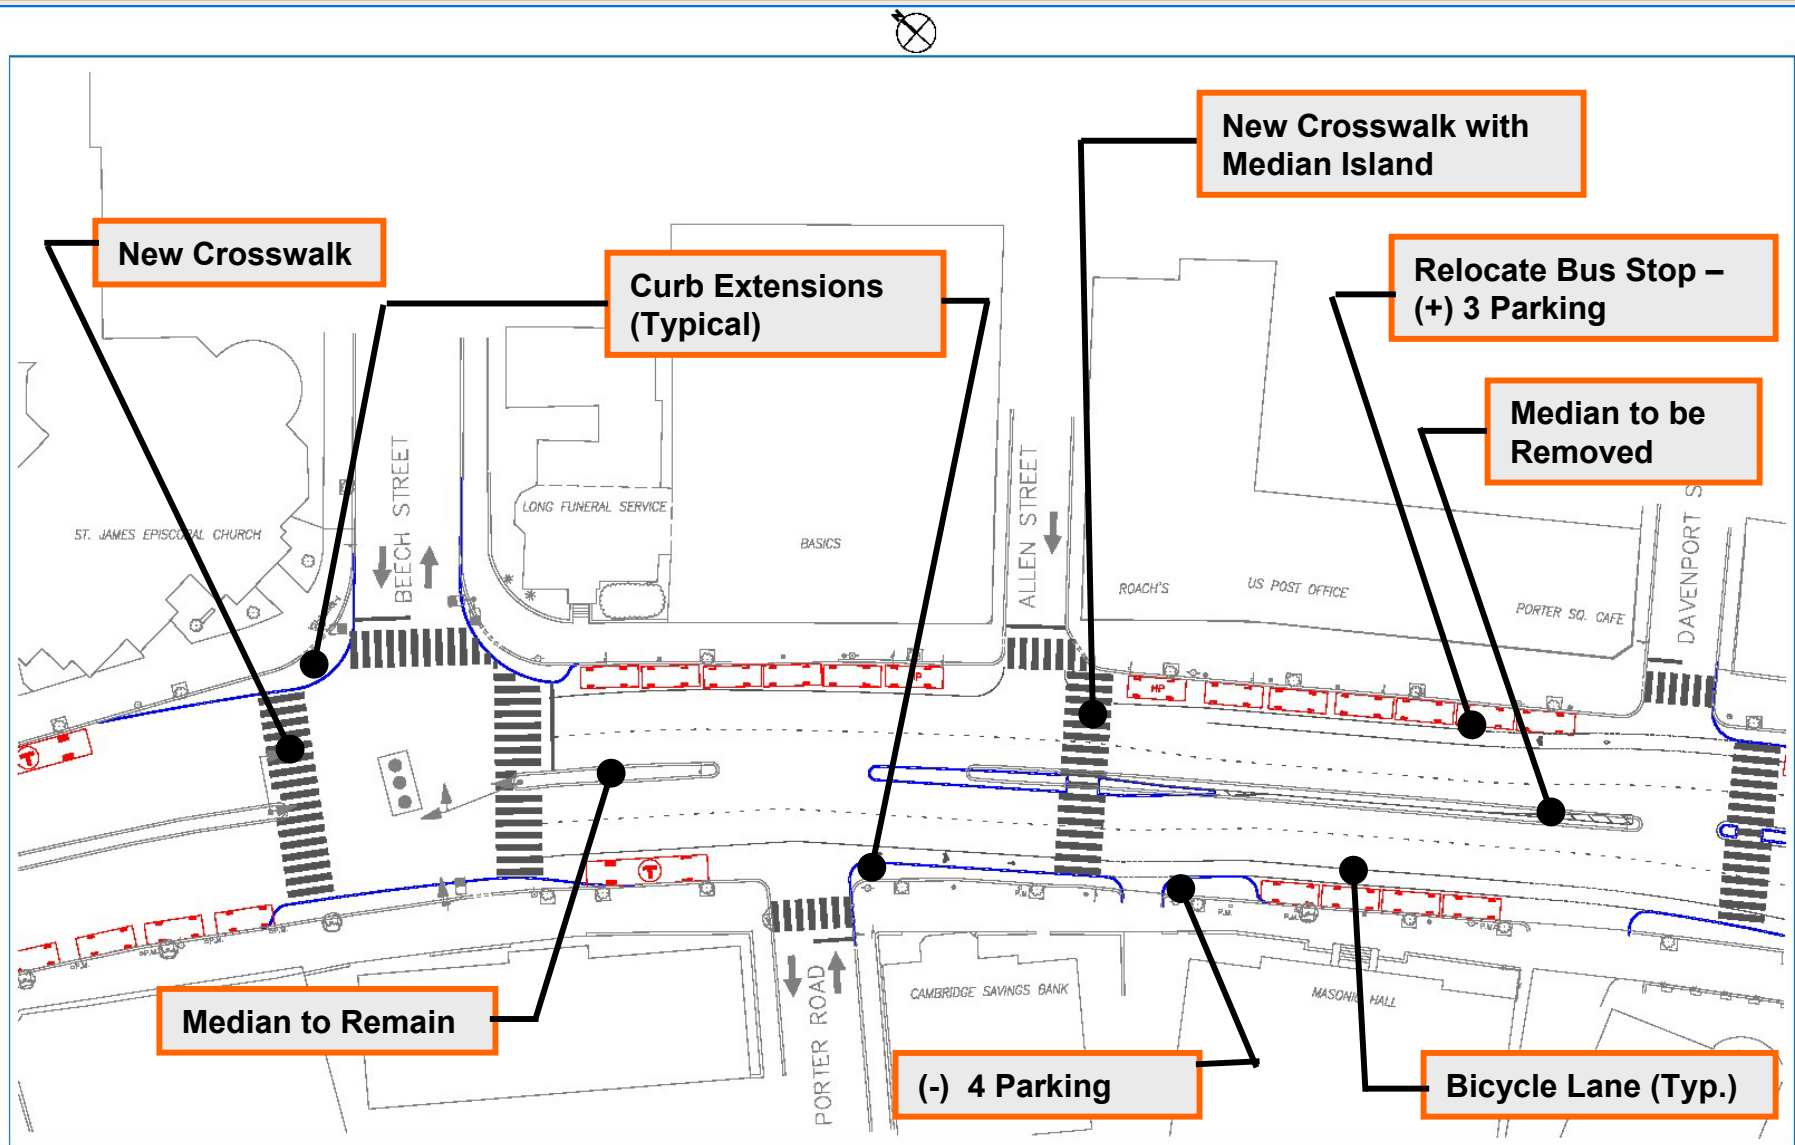 New Crosswalk with
Median Island
New Crosswalk
Curb Extensions
(Typical)
Relocate Bus Stop –
(+) 3 Parking
Median to be
Removed
BEECH STREET
ALLEN STREET
DAVENPORT S
LONG FUNERAL SERVICE
ST. JAMES EPISCOPAL CHURCH
BASICS
ROACH'S
US POST OFFICE
PORTER SQ. CAFE
HP
HP
T
T
P.M.
P.M.
P.M.
P.M.
P.M.
P.M.
P.M.
P.M.
CAMBRIDGE SAVINGS BANK
MASONIC HALL
PORTER ROAD
Median to Remain
(-) 4 Parking
Bicycle Lane (Typ.)